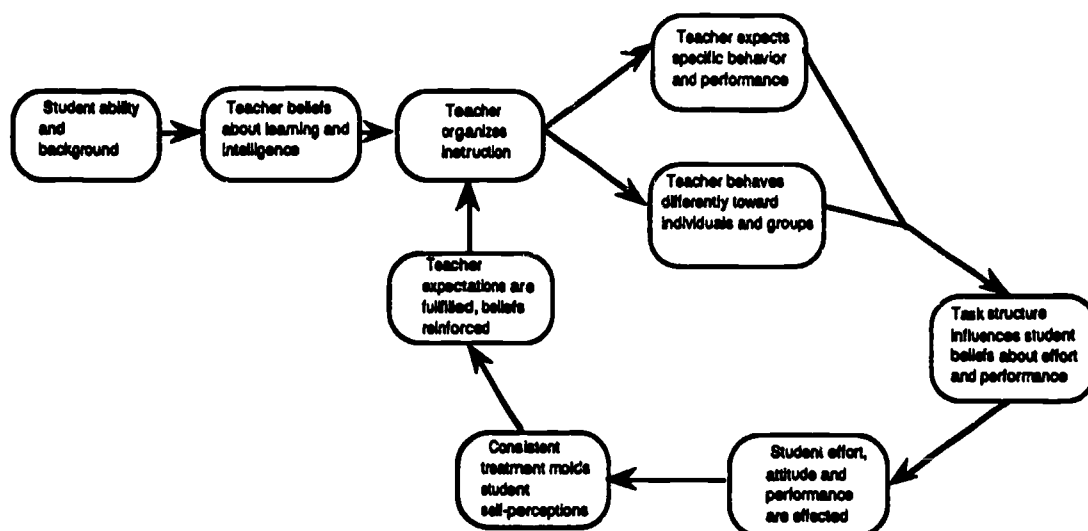 Student ability
and
background
Teacher beliefs
about learning and
intelligence
Teacher
organizes
instruction
Teacher expects
specific behavior
and performance
Teacher behaves
differently toward
individuals and groups
Task structure
influences student
beliefs about effort
and performance
Student effort,
attitude and
performance
are effected
Consistent
treatment molds
student
self-perceptions
Teacher
expectations are
fulfilled, beliefs
reinforced